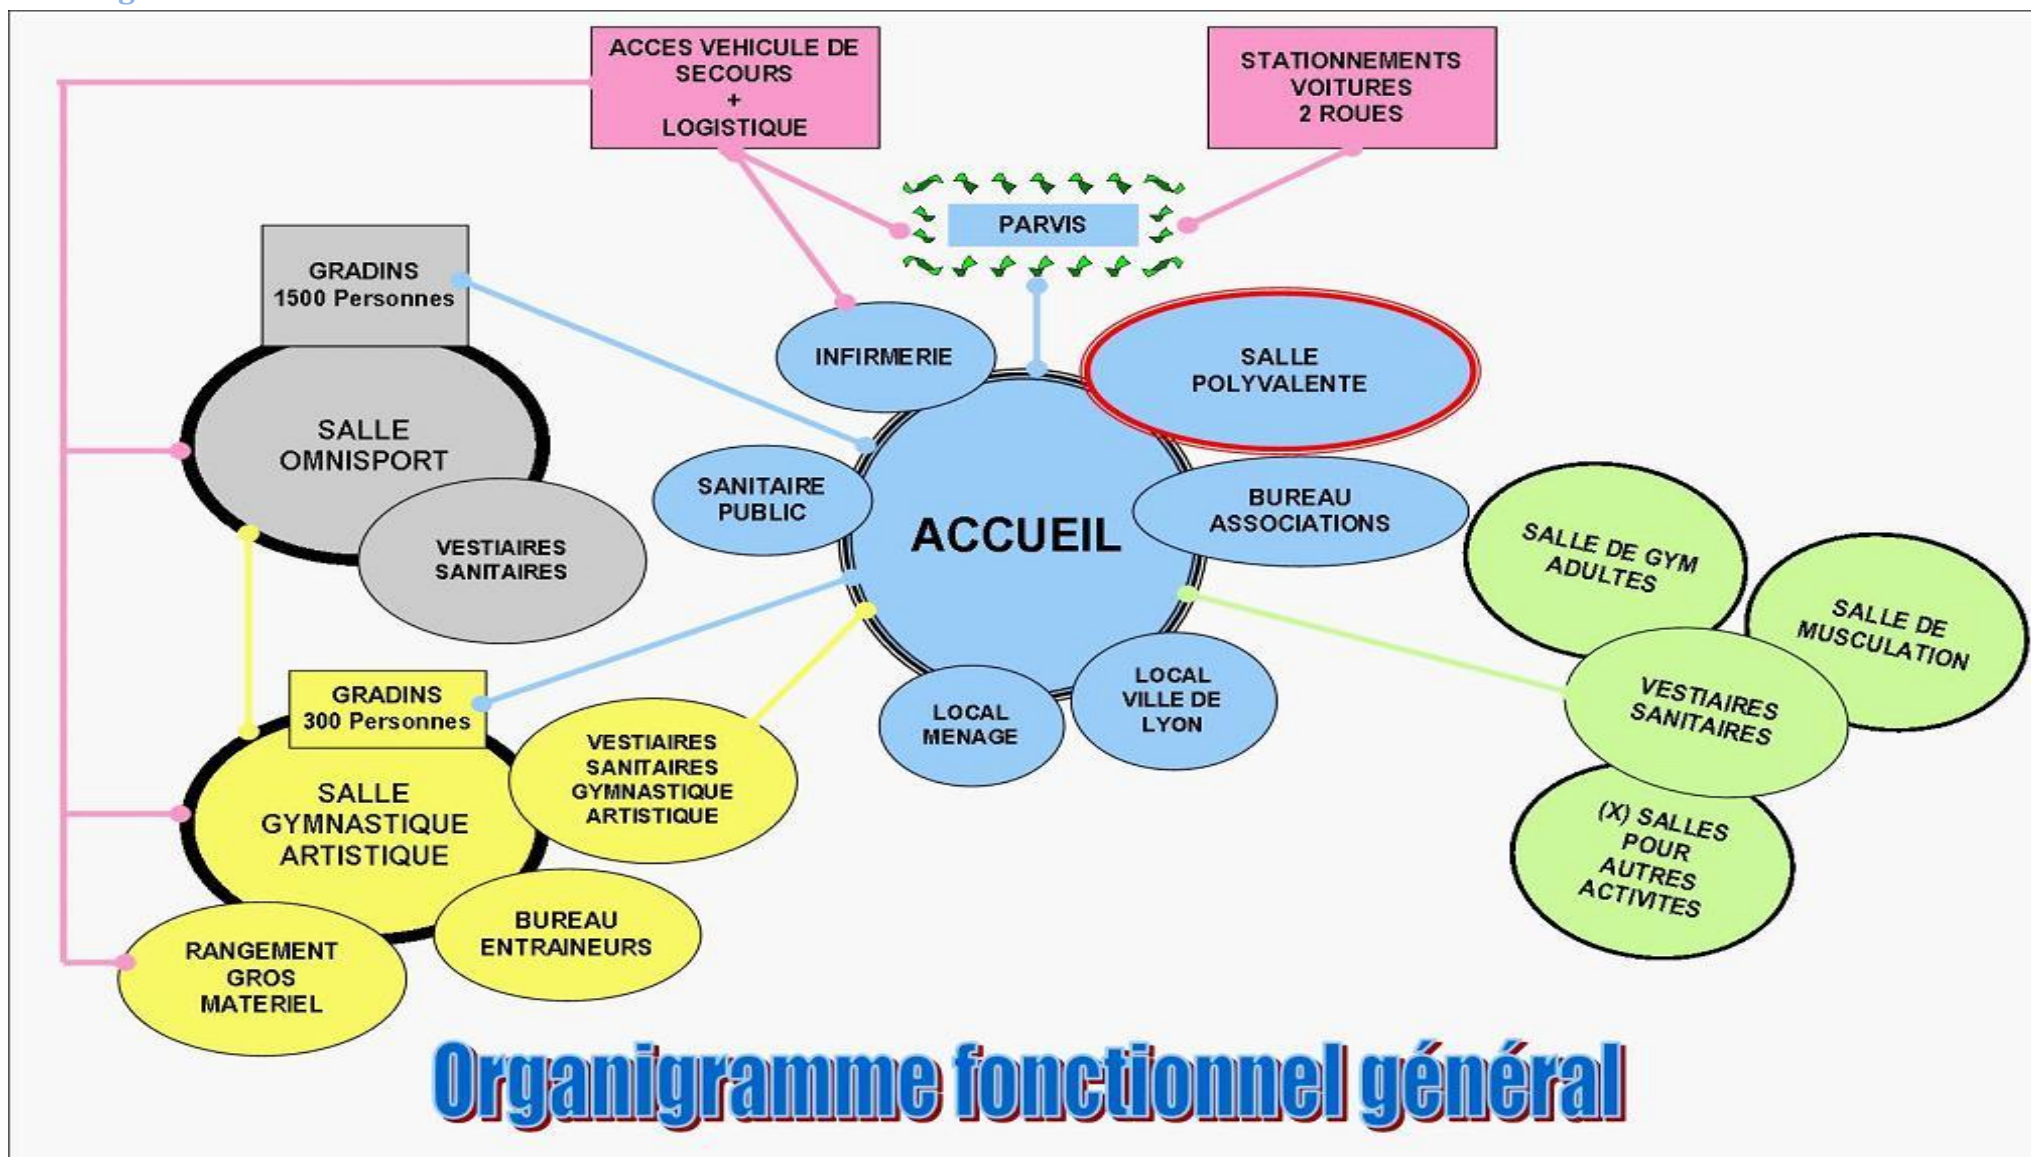 ACCES VEHICULE DE
SECOURS
+
LOGISTIQUE
STATIONNEMENTS
VOITURES
2 ROUES
PARVIS
GRADINS
1500 Personnes
INFIRMERIE
SALLE
POLYVALENTE
SALLE
OMNISPORT
SANITAIRE
PUBLIC
ACCUEIL
BUREAU
ASSOCIATIONS
VESTIAIRES
SANITAIRES
SALLE DE GYM
ADULTES
SALLE DE
MUSCULATION
GRADINS
300 Personnes
VESTIAIRES
SANITAIRES
GYMNASTIQUE
ARTISTIQUE
LOCAL
MENAGE
LOCAL
VILLE DE
LYON
VESTIAIRES
SANITAIRES
SALLE
GYMNASTIQUE
ARTISTIQUE
(X) SALLES
POUR
AUTRES
ACTIVITES
BUREAU
ENTRAINEURS
RANGEMENT
GROS
MATERIEL
Organigramme fonctionnel général